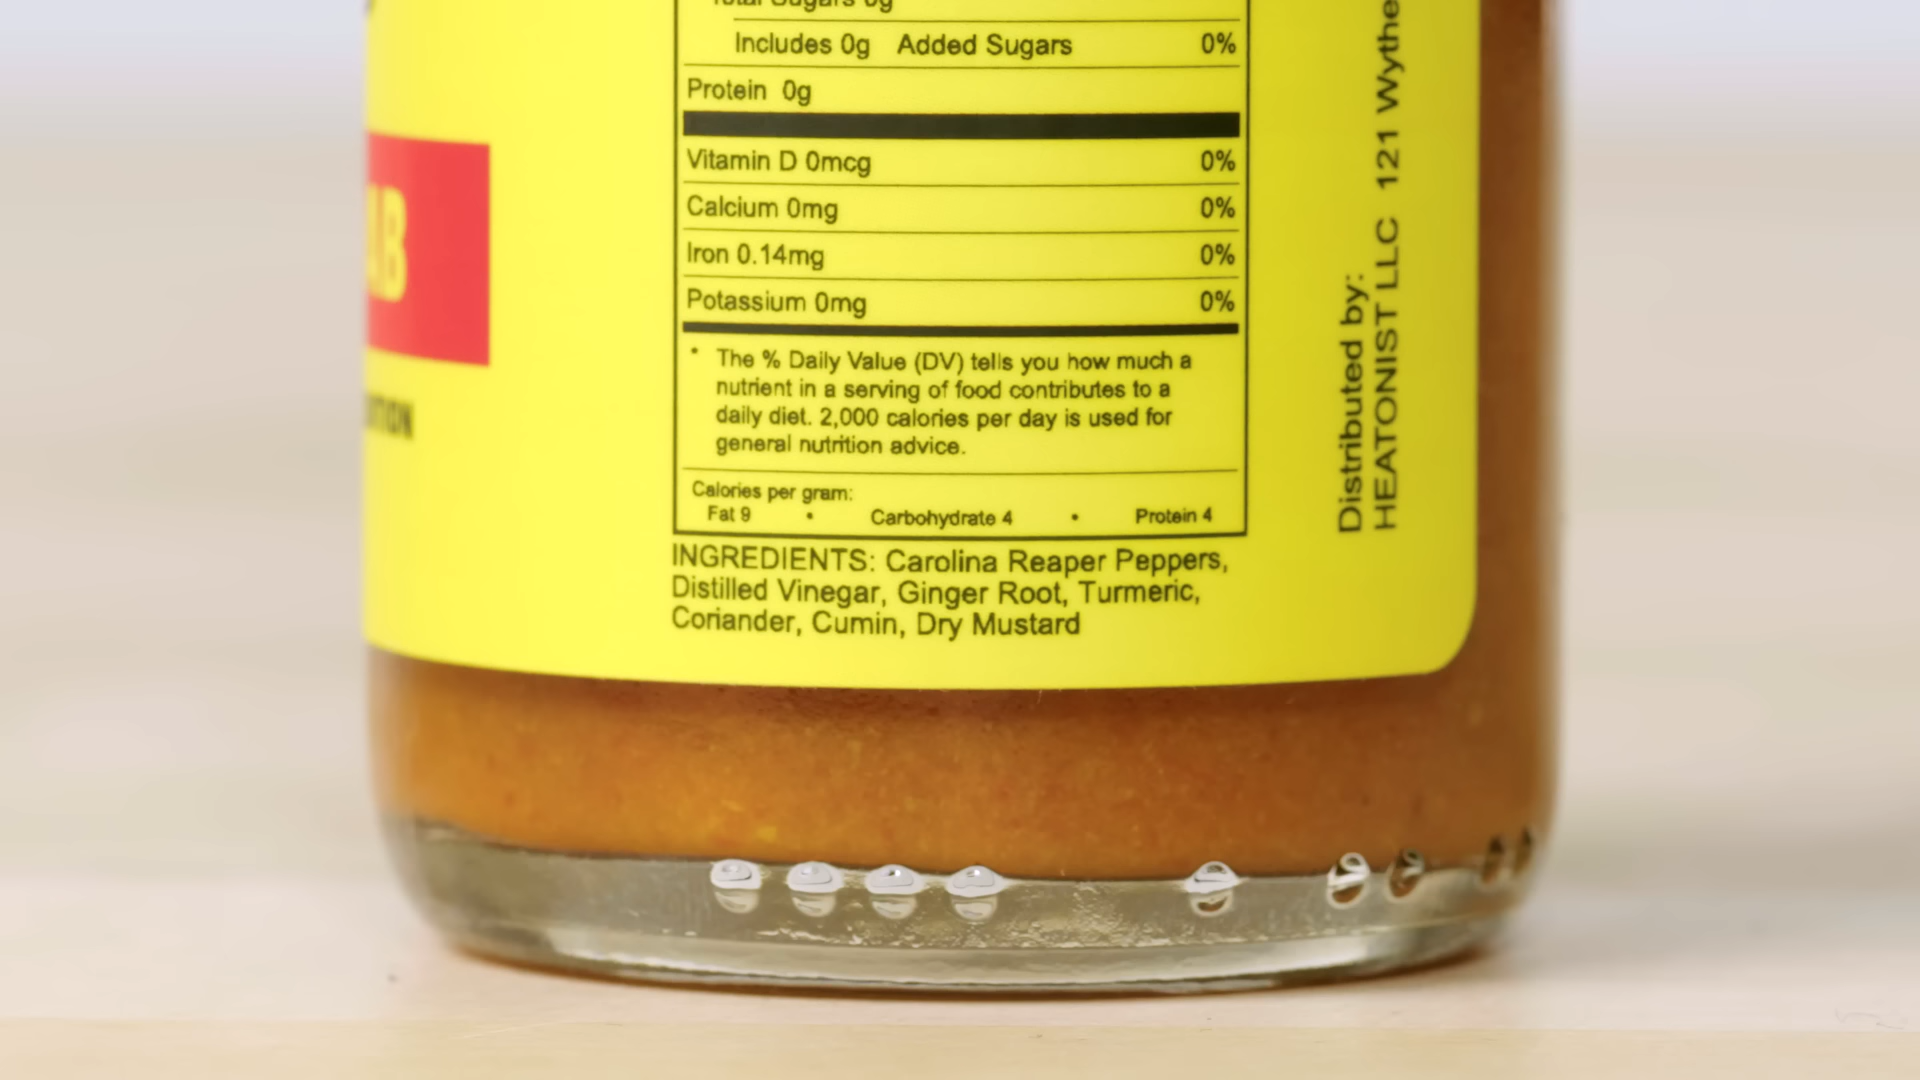 Total Sugars 0g
Includes 0g Added Sugars 0%
Protein 0g
Vitamin D 0mcg 0%
Calcium 0mg 0%
Iron 0.14mg 0%
Potassium 0mg 0%
* The % Daily Value (DV) tells you how much a
nutrient in a serving of food contributes to a
daily diet. 2,000 calories per day is used for
general nutrition advice.
Calories per gram:
Fat 9 • Carbohydrate 4 • Protein 4
INGREDIENTS: Carolina Reaper Peppers,
Distilled Vinegar, Ginger Root, Turmeric,
Coriander, Cumin, Dry Mustard
Distributed by:
HEATONIST LLC 121 Wythe